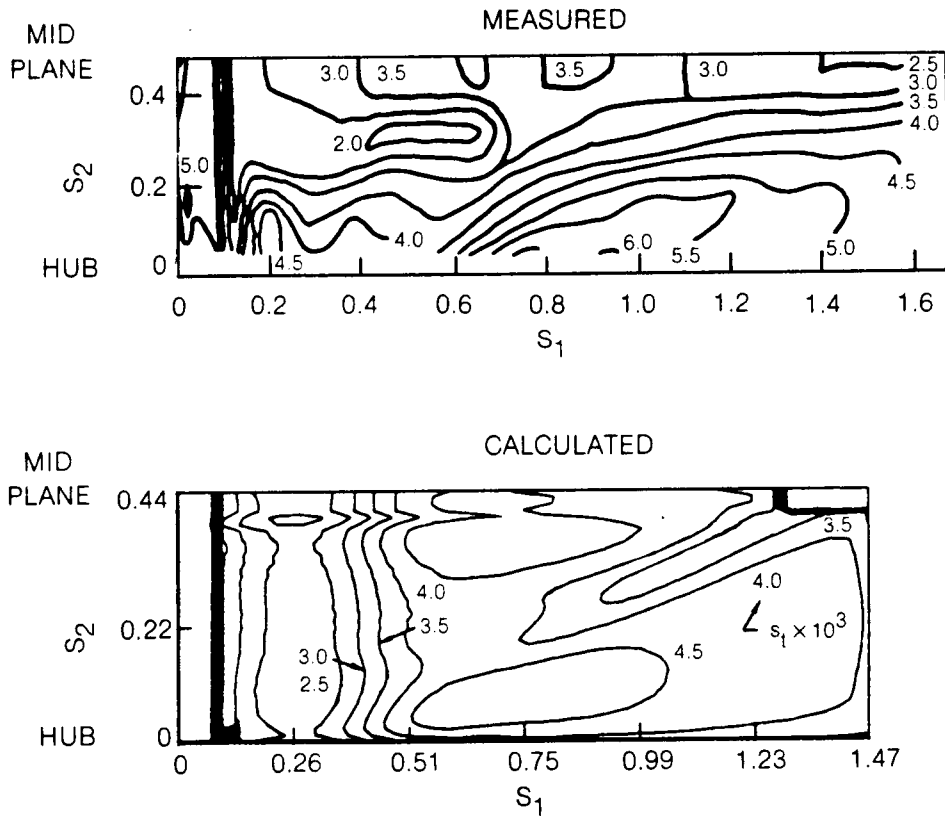 MEASURED
MID
PLANE
3.0 3.5 3.5 3.0 2.5
3.0
0.4 3.5
2.0 4.0
S2
5.0
0.2 4.5
4.0 6.0 5.0
HUB 0 4.5 5.5
0 0.2 0.4 0.6 0.8 1.0 1.2 1.4 1.6
S1
CALCULATED
MID
PLANE
0.44
3.5
4.0 4.0
S2 0.22 3.5 st × 10³
3.0 4.5
2.5
HUB 0
0 0.26 0.51 0.75 0.99 1.23 1.47
S1